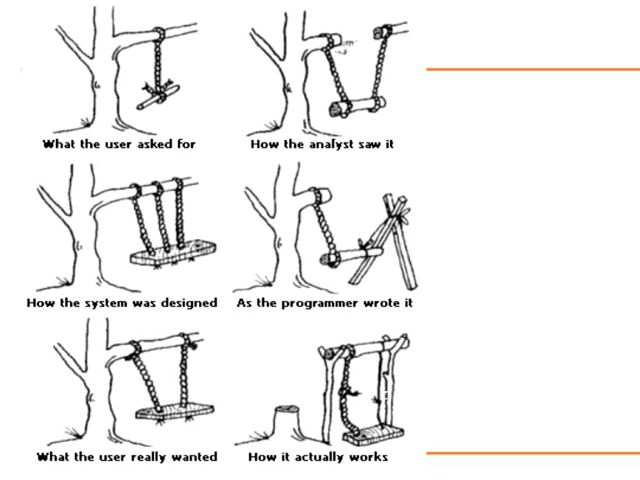 What the user asked for
How the analyst saw it
How the system was designed
As the programmer wrote it
What the user really wanted
How it actually works